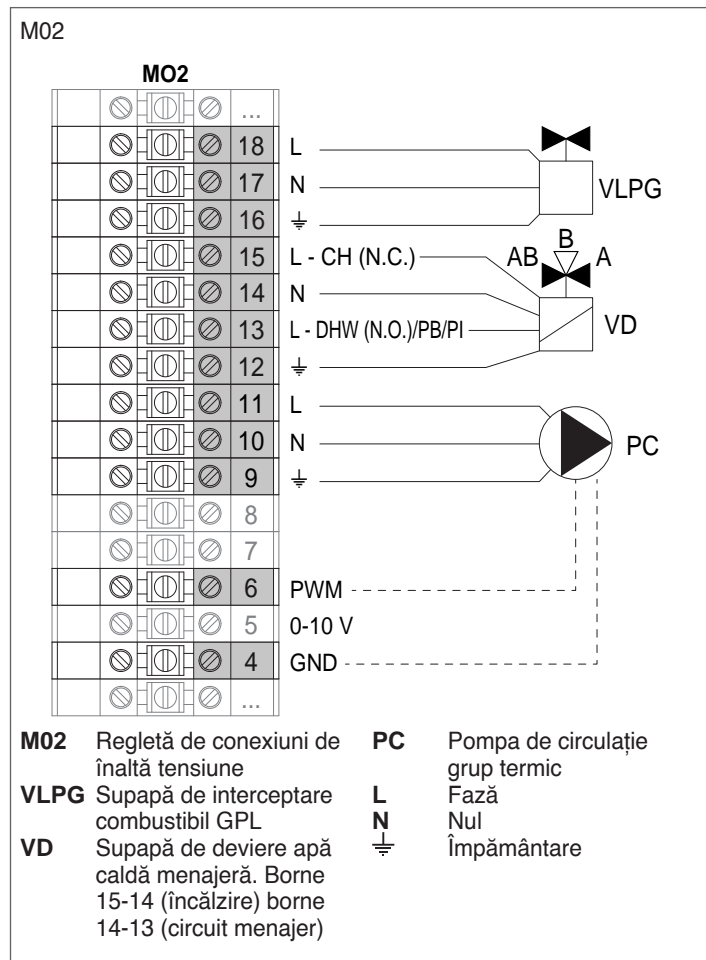 M02
MO2
...
18 L
17 N
16
VLPG
15 L - CH (N.C.)
14 N
13 L - DHW (N.O.)/PB/PI
12
AB B A
VD
11 L
10 N
9
PC
8
7
6 PWM
5 0-10 V
4 GND
...
M02 Regletă de conexiuni de
înaltă tensiune
VLPG Supapă de interceptare
combustibil GPL
VD Supapă de deviere apă
caldă menajeră. Borne
15-14 (încălzire) borne
14-13 (circuit menajer)
PC Pompa de circulație
grup termic
L Fază
N Nul
Împământare